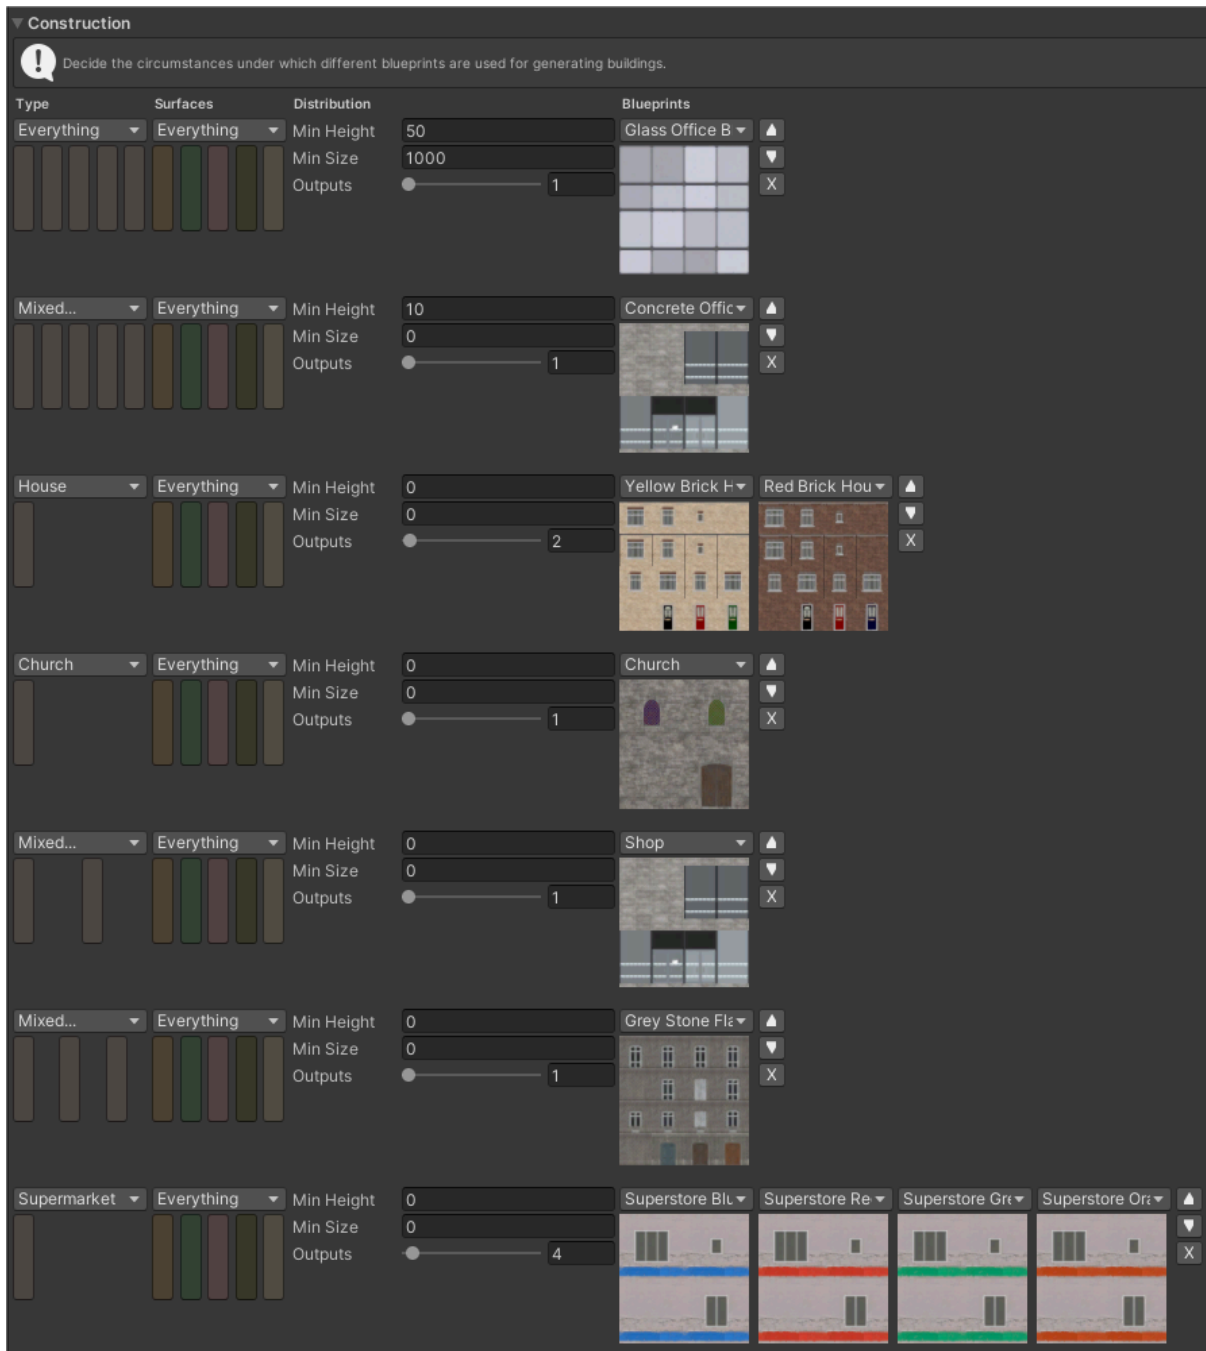 Construction
Decide the circumstances under which different blueprints are used for generating buildings.
Type Surfaces Distribution Blueprints
Everything Everything Min Height 50 Glass Office B
Min Size 1000
Outputs 1 X
Mixed... Everything Min Height 10 Concrete Offic
Min Size 0
Outputs 1 X
House Everything Min Height 0 Yellow Brick H Red Brick Hou
Min Size 0
Outputs 2 X
Church Everything Min Height 0 Church
Min Size 0
Outputs 1 X
Mixed... Everything Min Height 0 Shop
Min Size 0
Outputs 1 X
Mixed... Everything Min Height 0 Grey Stone Fla
Min Size 0
Outputs 1 X
Supermarket Everything Min Height 0 Superstore Blu Superstore Re Superstore Gre Superstore Ora
Min Size 0
Outputs 4 X